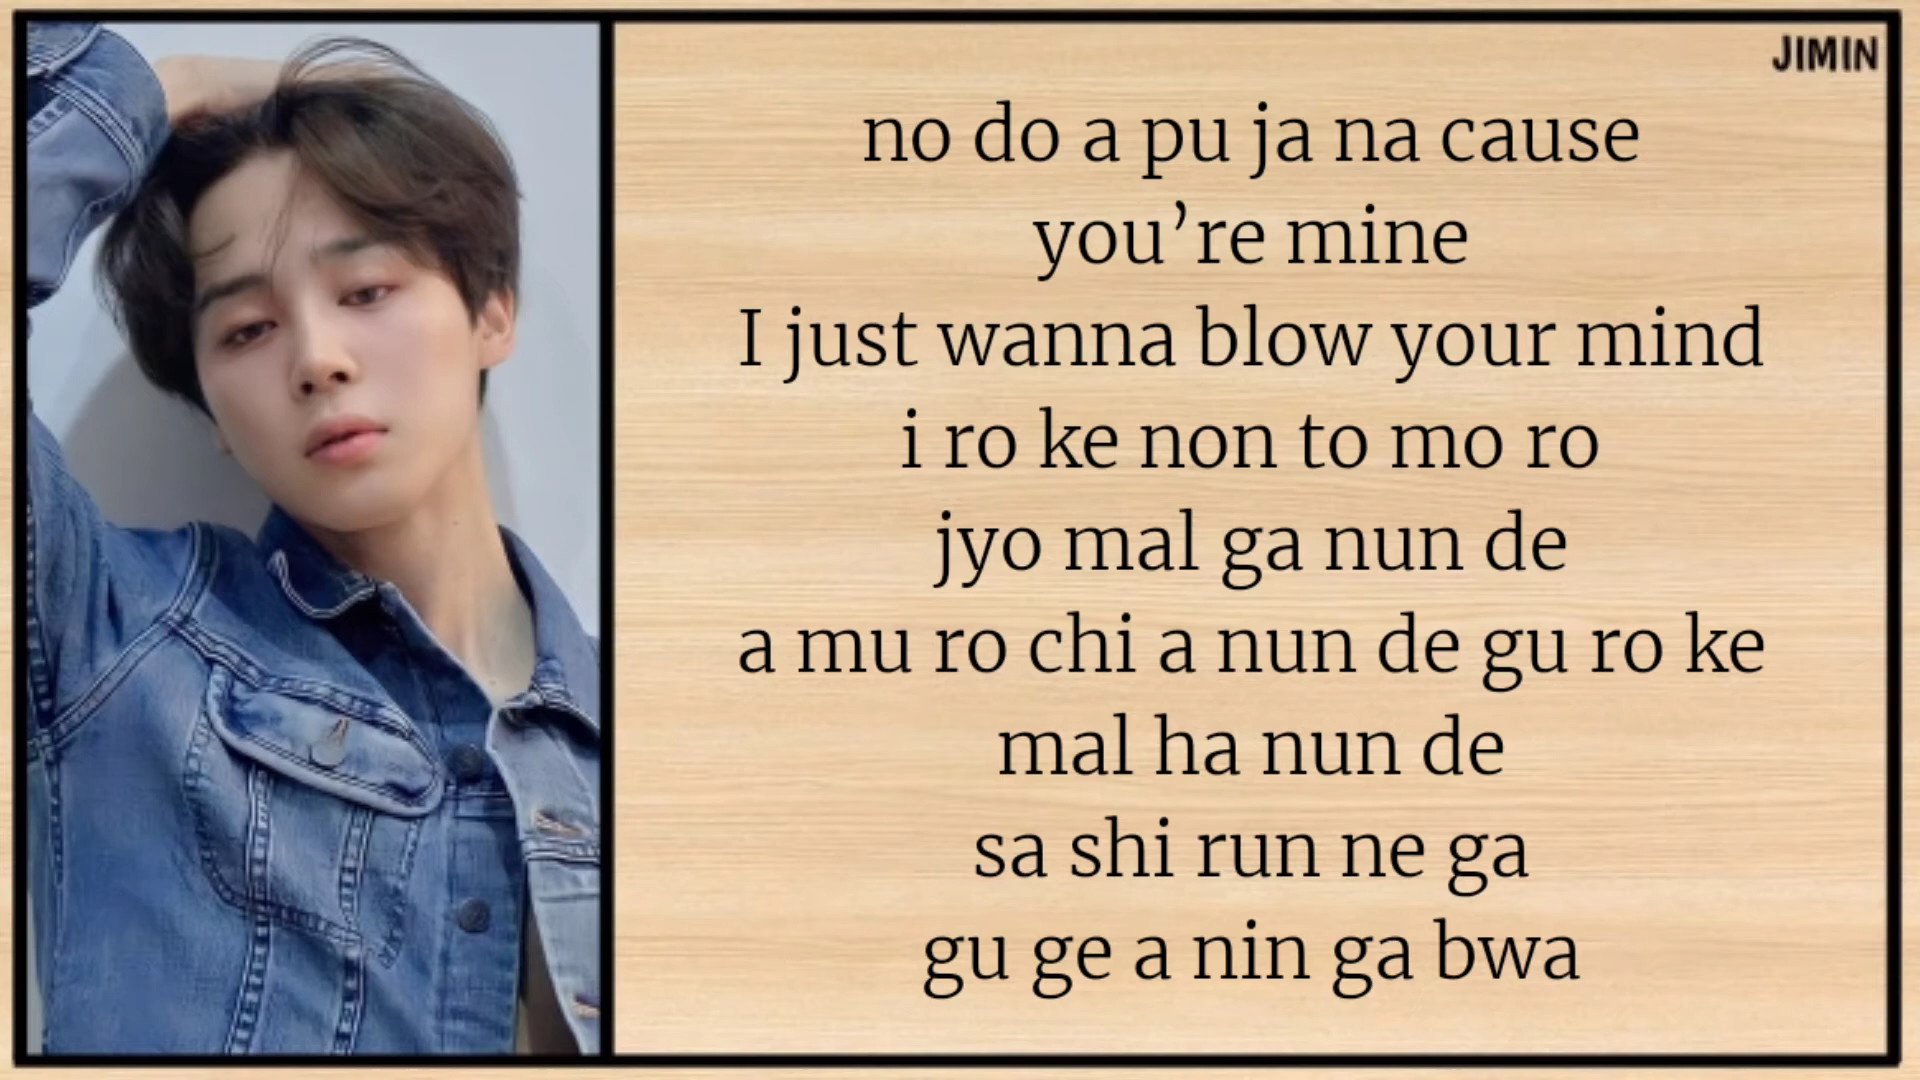 JIMIN
no do a pu ja na cause
you’re mine
I just wanna blow your mind
i ro ke non to mo ro
jyo mal ga nun de
a mu ro chi a nun de gu ro ke
mal ha nun de
sa shi run ne ga
gu ge a nin ga bwa